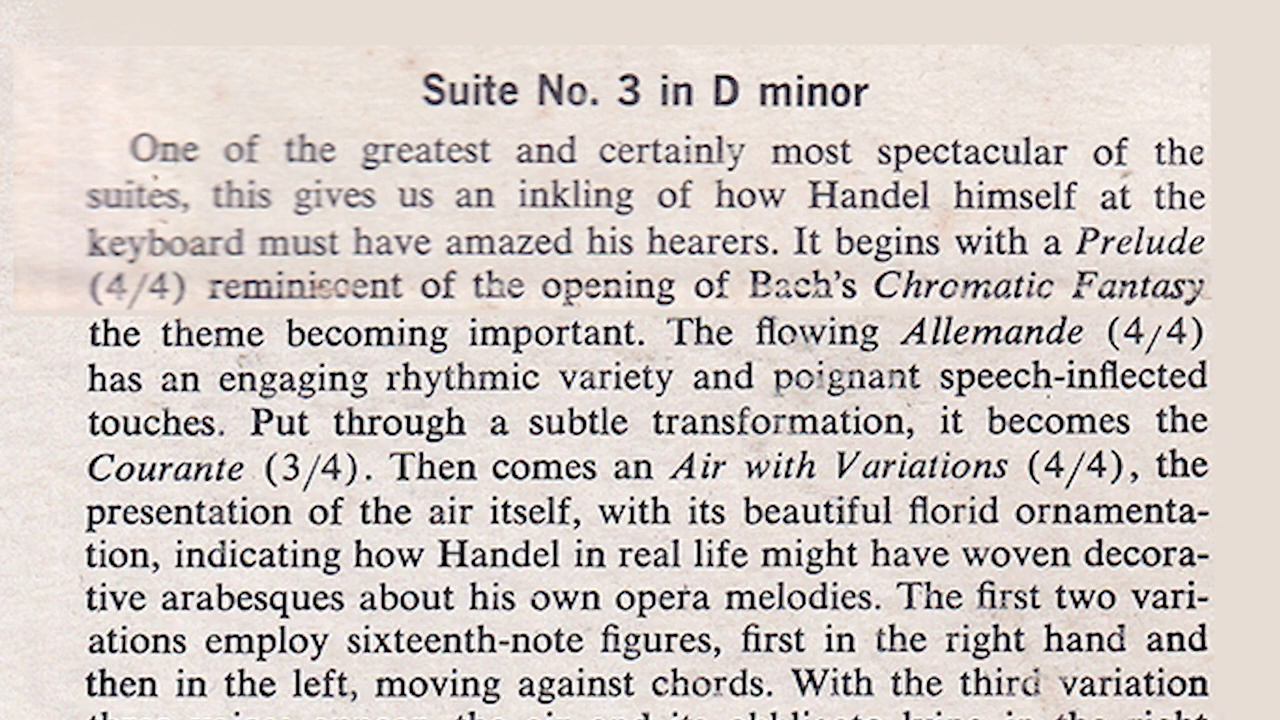 Suite No. 3 in D minor
One of the greatest and certainly most spectacular of the
suites, this gives us an inkling of how Handel himself at the
keyboard must have amazed his hearers. It begins with a Prelude
(4/4) reminiscent of the opening of Bach's Chromatic Fantasy
the theme becoming important. The flowing Allemande (4/4)
has an engaging rhythmic variety and poignant speech-inflected
touches. Put through a subtle transformation, it becomes the
Courante (3/4). Then comes an Air with Variations (4/4), the
presentation of the air itself, with its beautiful florid ornamenta-
tion, indicating how Handel in real life might have woven decora-
tive arabesques about his own opera melodies. The first two vari-
ations employ sixteenth-note figures, first in the right hand and
then in the left, moving against chords. With the third variation